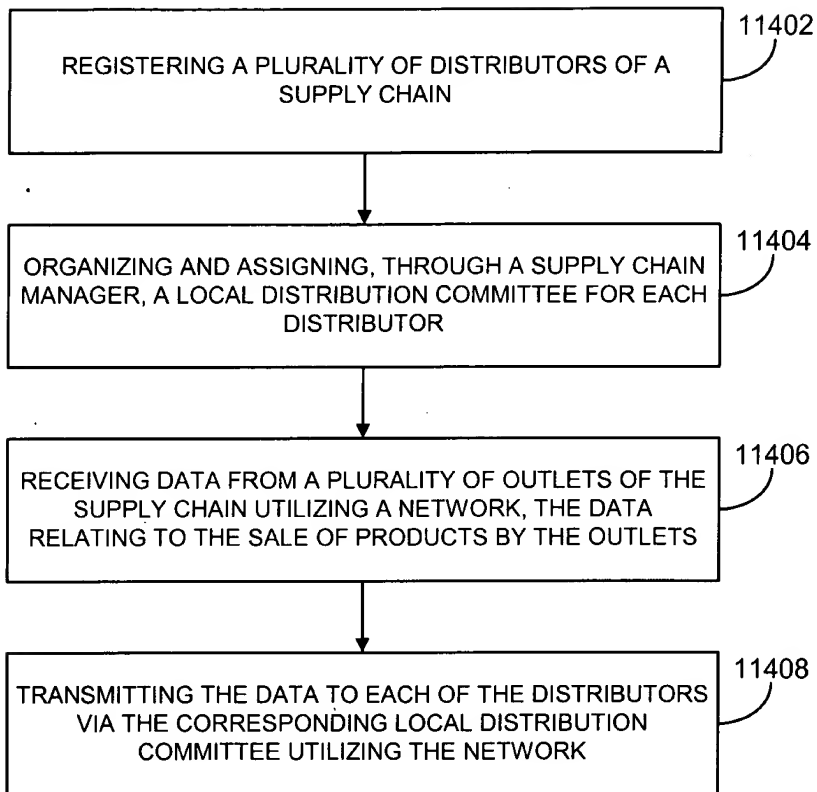 11402
REGISTERING A PLURALITY OF DISTRIBUTORS OF A
SUPPLY CHAIN
11404
ORGANIZING AND ASSIGNING, THROUGH A SUPPLY CHAIN
MANAGER, A LOCAL DISTRIBUTION COMMITTEE FOR EACH
DISTRIBUTOR
11406
RECEIVING DATA FROM A PLURALITY OF OUTLETS OF THE
SUPPLY CHAIN UTILIZING A NETWORK, THE DATA
RELATING TO THE SALE OF PRODUCTS BY THE OUTLETS
11408
TRANSMITTING THE DATA TO EACH OF THE DISTRIBUTORS
VIA THE CORRESPONDING LOCAL DISTRIBUTION
COMMITTEE UTILIZING THE NETWORK